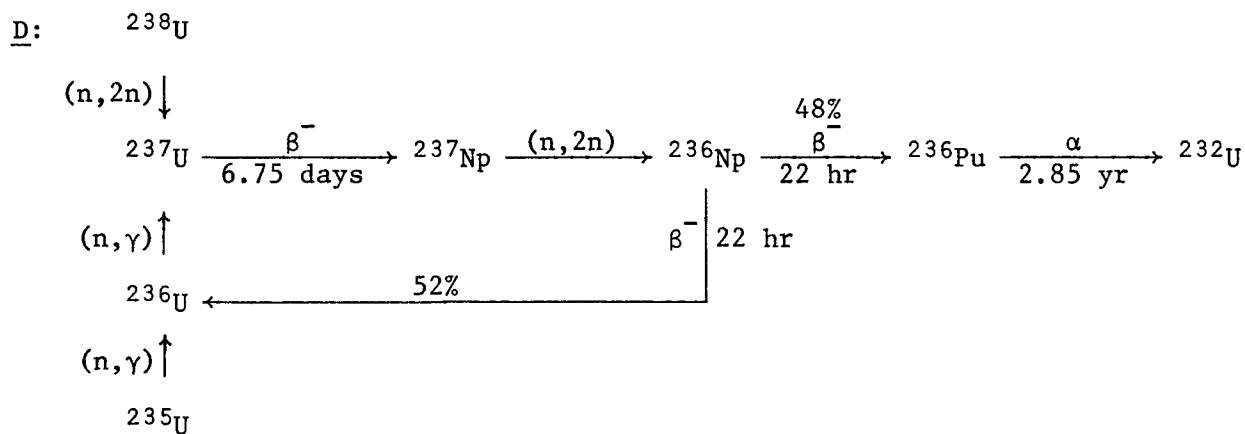 D: ²³⁸U
(n,2n)
48%
²³⁷U β⁻ ²³⁷Np (n,2n) ²³⁶Np β⁻ ²³⁶Pu α ²³²U
6.75 days 22 hr 2.85 yr
(n,γ) β⁻ 22 hr
52%
²³⁶U
(n,γ)
²³⁵U